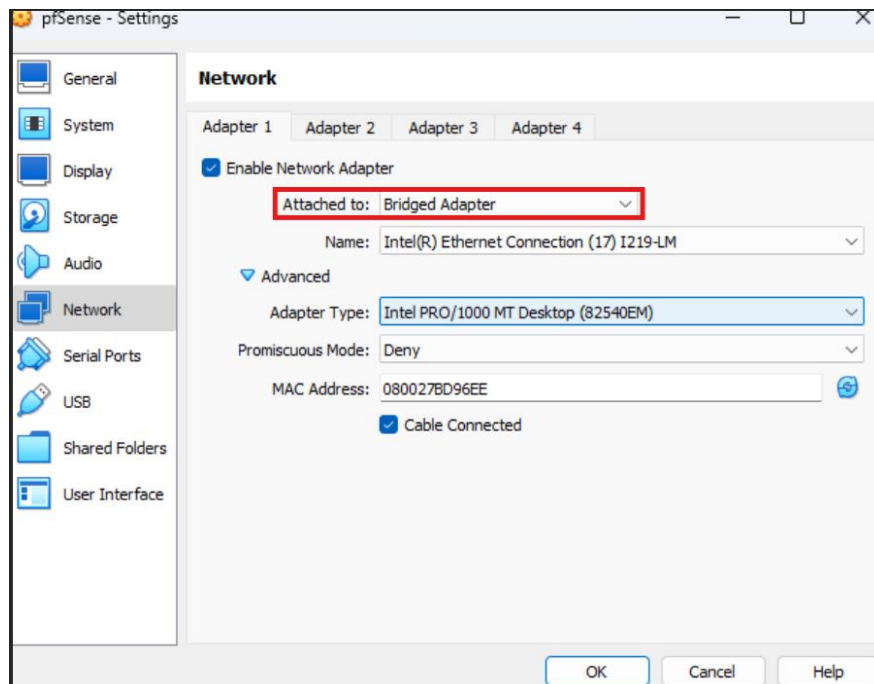 pfSense - Settings
General
System
Display
Storage
Audio
Network
Serial Ports
USB
Shared Folders
User Interface
Network
Adapter 1 Adapter 2 Adapter 3 Adapter 4
Enable Network Adapter
Attached to: Bridged Adapter
Name: Intel(R) Ethernet Connection (17) I219-LM
Advanced
Adapter Type: Intel PRO/1000 MT Desktop (82540EM)
Promiscuous Mode: Deny
MAC Address: 080027BD96EE
Cable Connected
OK Cancel Help